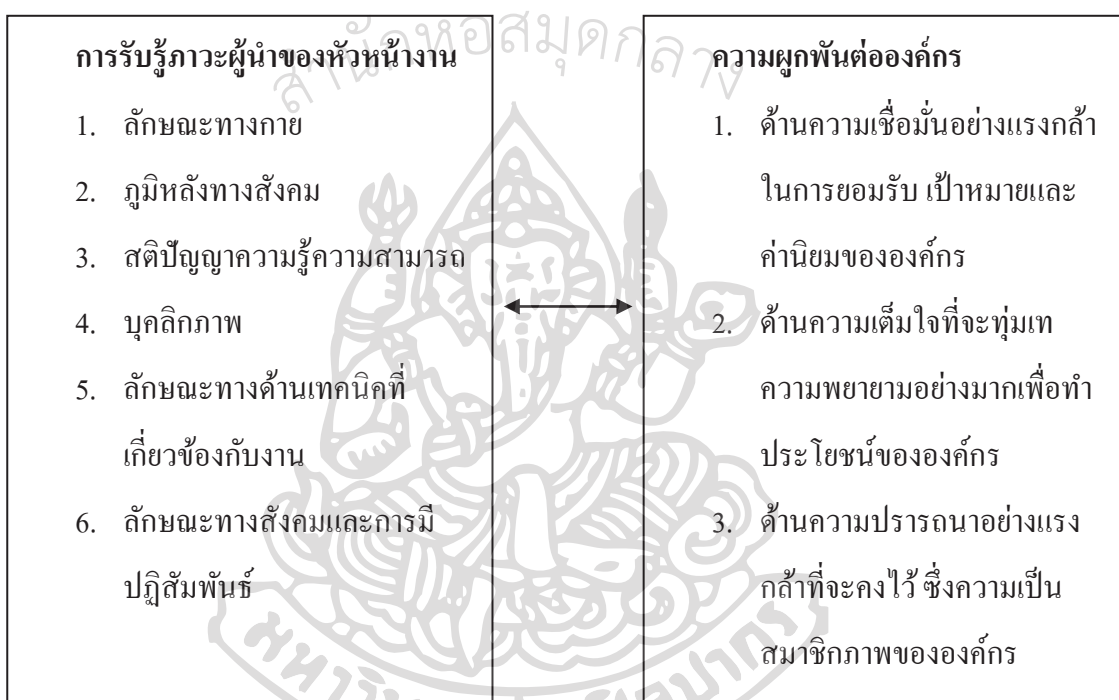 สำนักหอสมุดกลาง
การรับรู้ภาวะผู้นำของหัวหน้างาน
1. ลักษณะทางกาย
2. ภูมิหลังทางสังคม
3. สติปัญญาความรู้ความสามารถ
4. บุคลิกภาพ
5. ลักษณะทางด้านเทคนิคที่
เกี่ยวข้องกับงาน
6. ลักษณะทางสังคมและการมี
ปฏิสัมพันธ์
ความผูกพันต่อองค์กร
1. ด้านความเชื่อมั่นอย่างแรงกล้า
ในการยอมรับ เป้าหมายและ
ค่านิยมขององค์กร
2. ด้านความเต็มใจที่จะทุ่มเท
ความพยายามอย่างมากเพื่อทำ
ประโยชน์ขององค์กร
3. ด้านความปรารถนาอย่างแรง
กล้าที่จะคงไว้ ซึ่งความเป็น
สมาชิกภาพขององค์กร